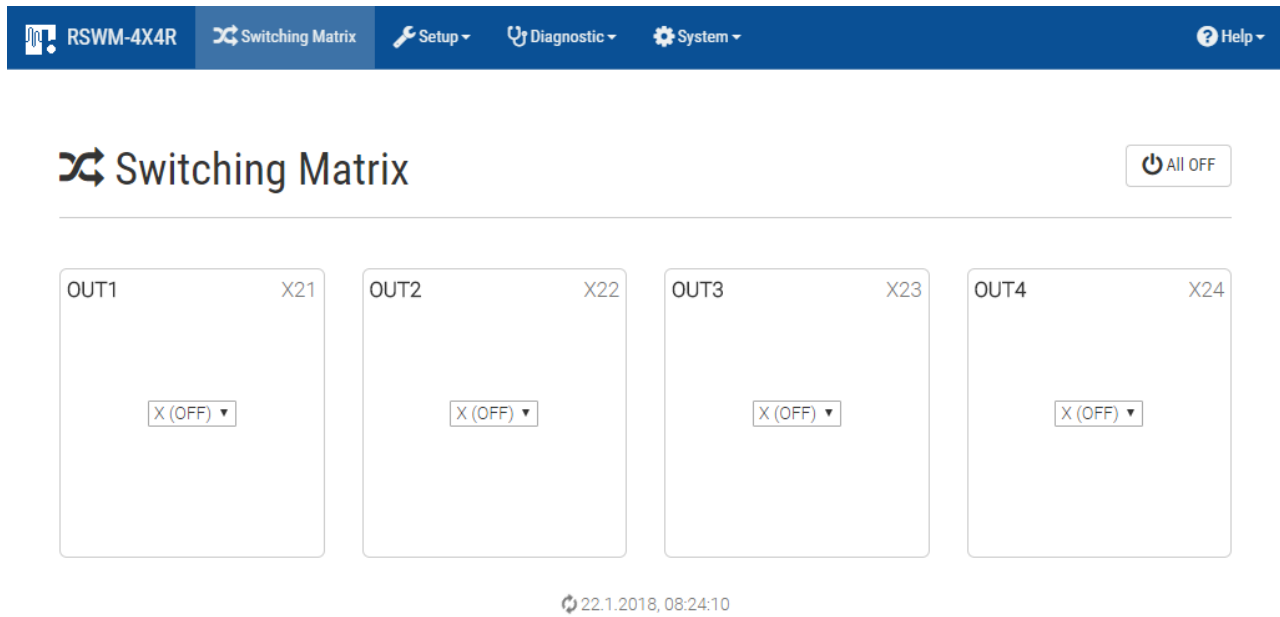 RSWM-4X4R Switching Matrix Setup Diagnostic System Help
Switching Matrix
All OFF
OUT1 X21 OUT2 X22 OUT3 X23 OUT4 X24
X (OFF) X (OFF) X (OFF) X (OFF)
22.1.2018, 08:24:10